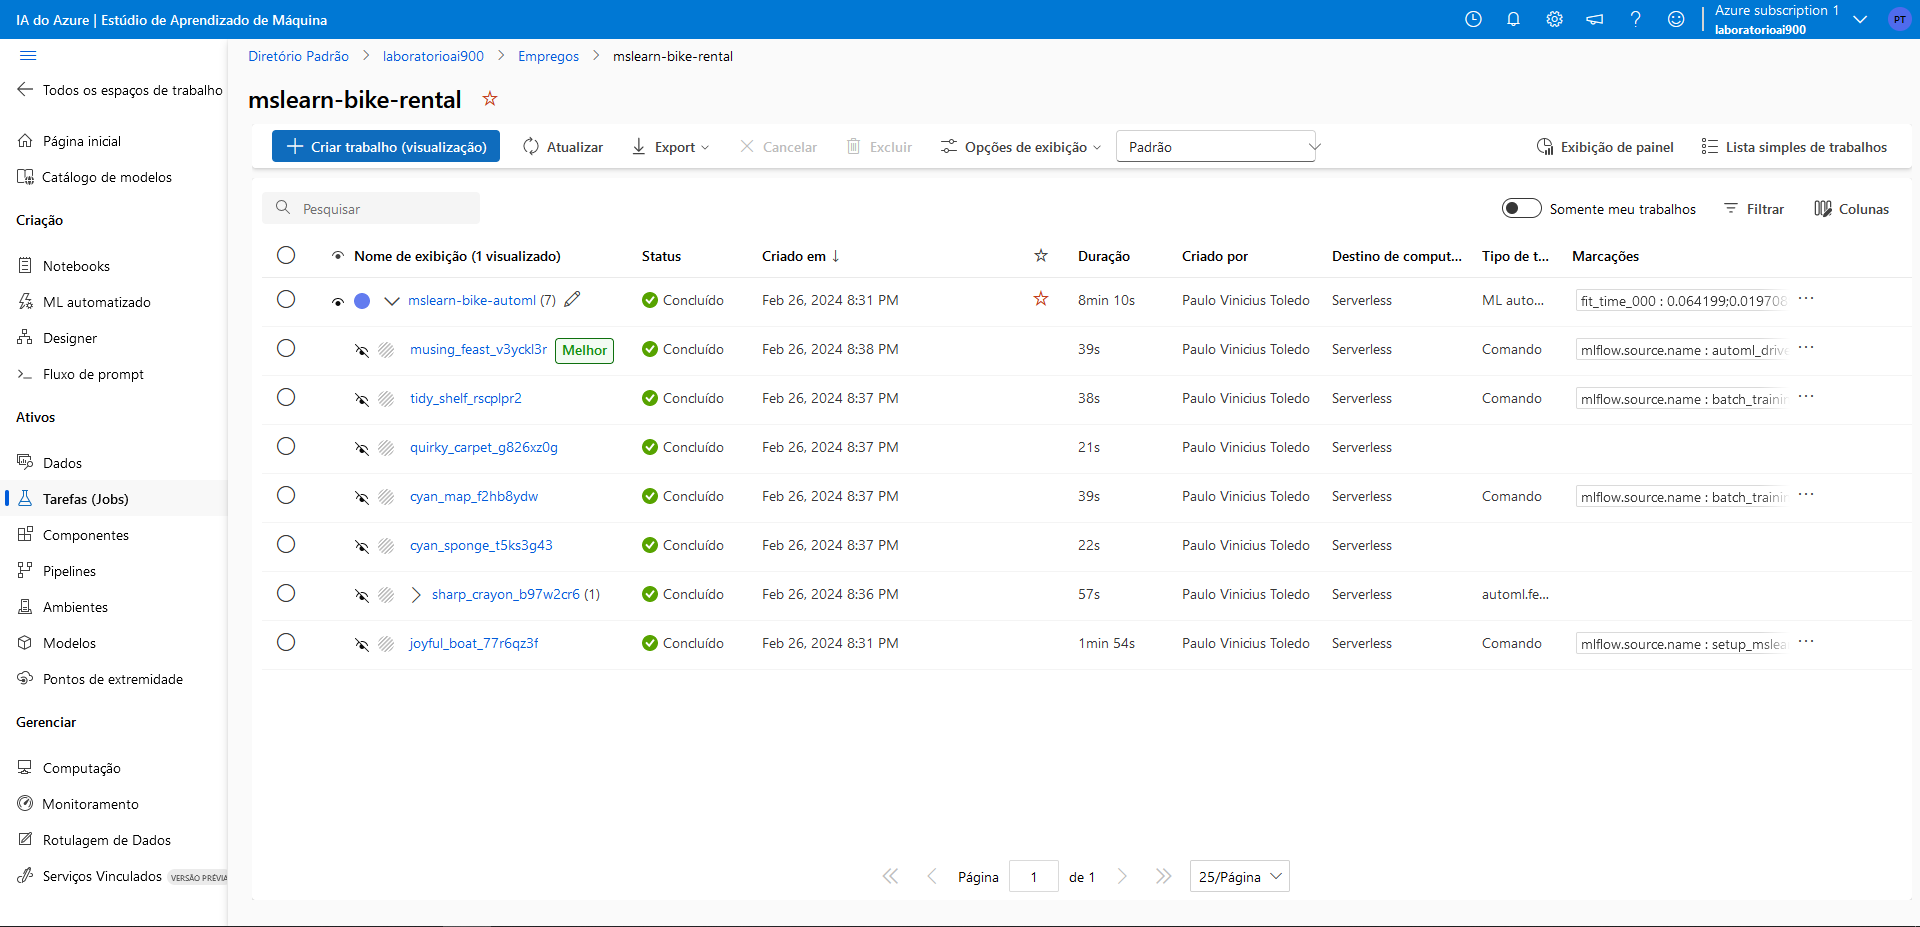 IA do Azure | Estúdio de Aprendizado de Máquina
Azure subscription 1
laboratorioai900
PT
Todos os espaços de trabalho
Página inicial
Catálogo de modelos
Criação
Notebooks
ML automatizado
Designer
Fluxo de prompt
Ativos
Dados
Tarefas (Jobs)
Componentes
Pipelines
Ambientes
Modelos
Pontos de extremidade
Gerenciar
Computação
Monitoramento
Rotulagem de Dados
Serviços Vinculados VERSÃO PRÉVIA
Diretório Padrão > laboratorioai900 > Empregos > mslearn-bike-rental
mslearn-bike-rental
Criar trabalho (visualização) Atualizar Export Cancelar Excluir Opções de exibição Padrão Exibição de painel Lista simples de trabalhos
Pesquisar Somente meu trabalhos Filtrar Colunas
Nome de exibição (1 visualizado) Status Criado em ↓ Duração Criado por Destino de comput... Tipo de t... Marcações
mslearn-bike-automl (7) Concluído Feb 26, 2024 8:31 PM 8min 10s Paulo Vinicius Toledo Serverless ML auto... fit_time_000 : 0.064199;0.019708 ...
musing_feast_v3yckl3r Melhor Concluído Feb 26, 2024 8:38 PM 39s Paulo Vinicius Toledo Serverless Comando mlflow.source.name : automl_drive ...
tidy_shelf_rscplpr2 Concluído Feb 26, 2024 8:37 PM 38s Paulo Vinicius Toledo Serverless Comando mlflow.source.name : batch_trainin ...
quirky_carpet_g826xz0g Concluído Feb 26, 2024 8:37 PM 21s Paulo Vinicius Toledo Serverless
cyan_map_f2hb8ydw Concluído Feb 26, 2024 8:37 PM 39s Paulo Vinicius Toledo Serverless Comando mlflow.source.name : batch_trainin ...
cyan_sponge_t5ks3g43 Concluído Feb 26, 2024 8:37 PM 22s Paulo Vinicius Toledo Serverless
sharp_crayon_b97w2cr6 (1) Concluído Feb 26, 2024 8:36 PM 57s Paulo Vinicius Toledo Serverless automl.fe...
joyful_boat_77r6qz3f Concluído Feb 26, 2024 8:31 PM 1min 54s Paulo Vinicius Toledo Serverless Comando mlflow.source.name : setup_mslea ...
Página 1 de 1 25/Página